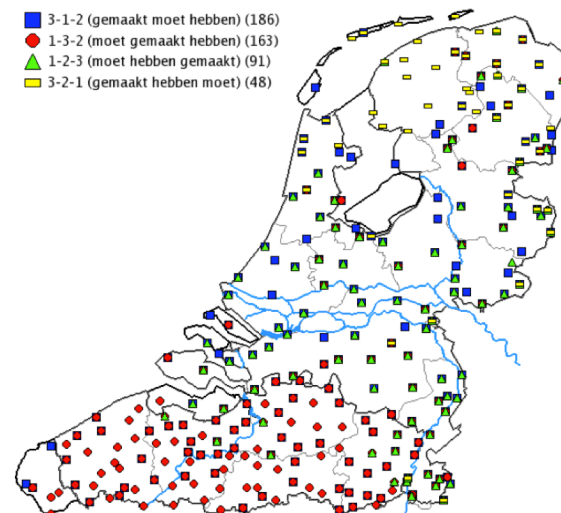 3-1-2 (gemaakt moet hebben) (186)
1-3-2 (moet gemaakt hebben) (163)
1-2-3 (moet hebben gemaakt) (91)
3-2-1 (gemaakt hebben moet) (48)